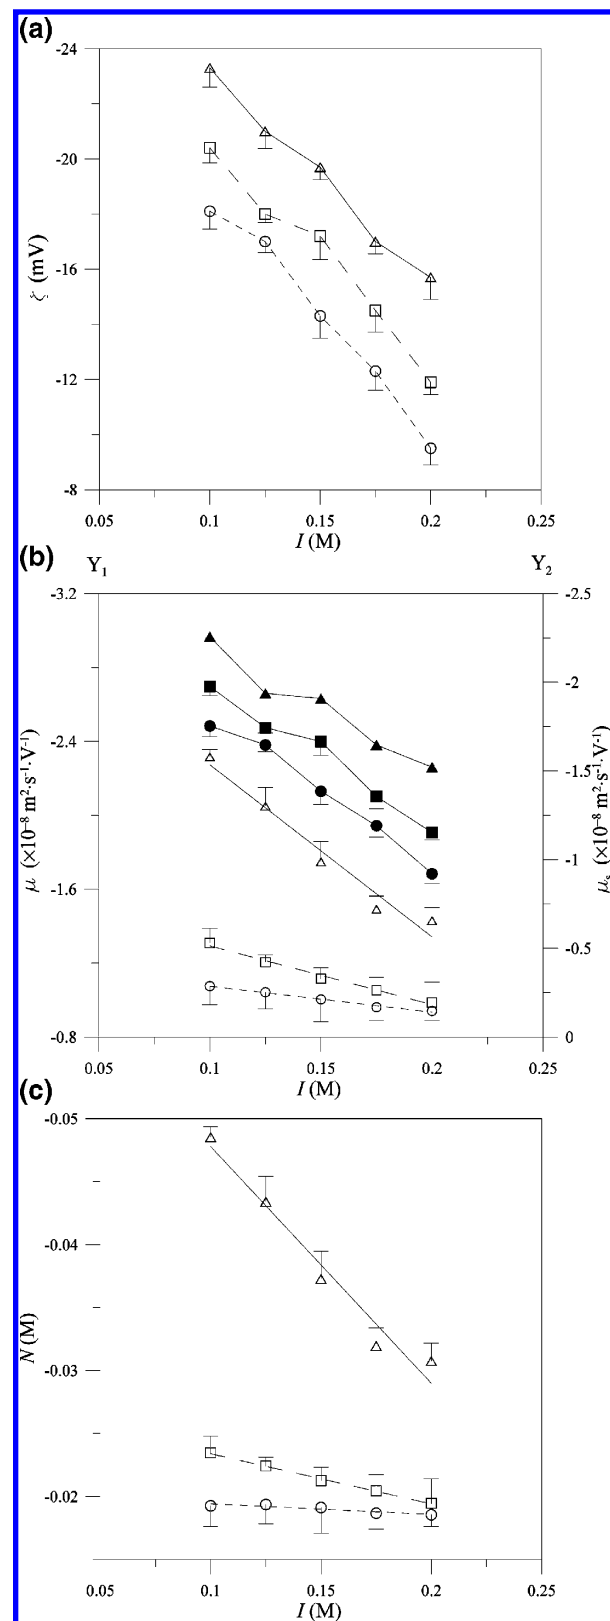 (a)
-24
-20
-16
-12
-8
ζ (mV)
0.05 0.1 0.15 0.2 0.25
I (M)
(b)
Y1 Y2
-3.2
-2.4
-1.6
-0.8
μ (×10⁻⁸ m²·s⁻¹·V⁻¹)
-2.5
-2
-1.5
-1
-0.5
0
μs (×10⁻⁸ m²·s⁻¹·V⁻¹)
0.05 0.1 0.15 0.2 0.25
I (M)
(c)
-0.05
-0.04
-0.03
-0.02
N (M)
0.05 0.1 0.15 0.2 0.25
I (M)